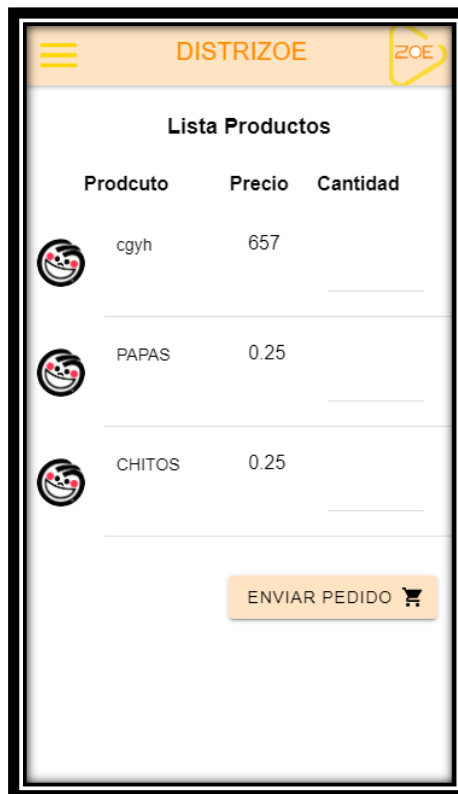 DISTRIZOE
ZOE
Lista Productos
Prodcuto Precio Cantidad
cgyh 657
PAPAS 0.25
CHITOS 0.25
ENVIAR PEDIDO